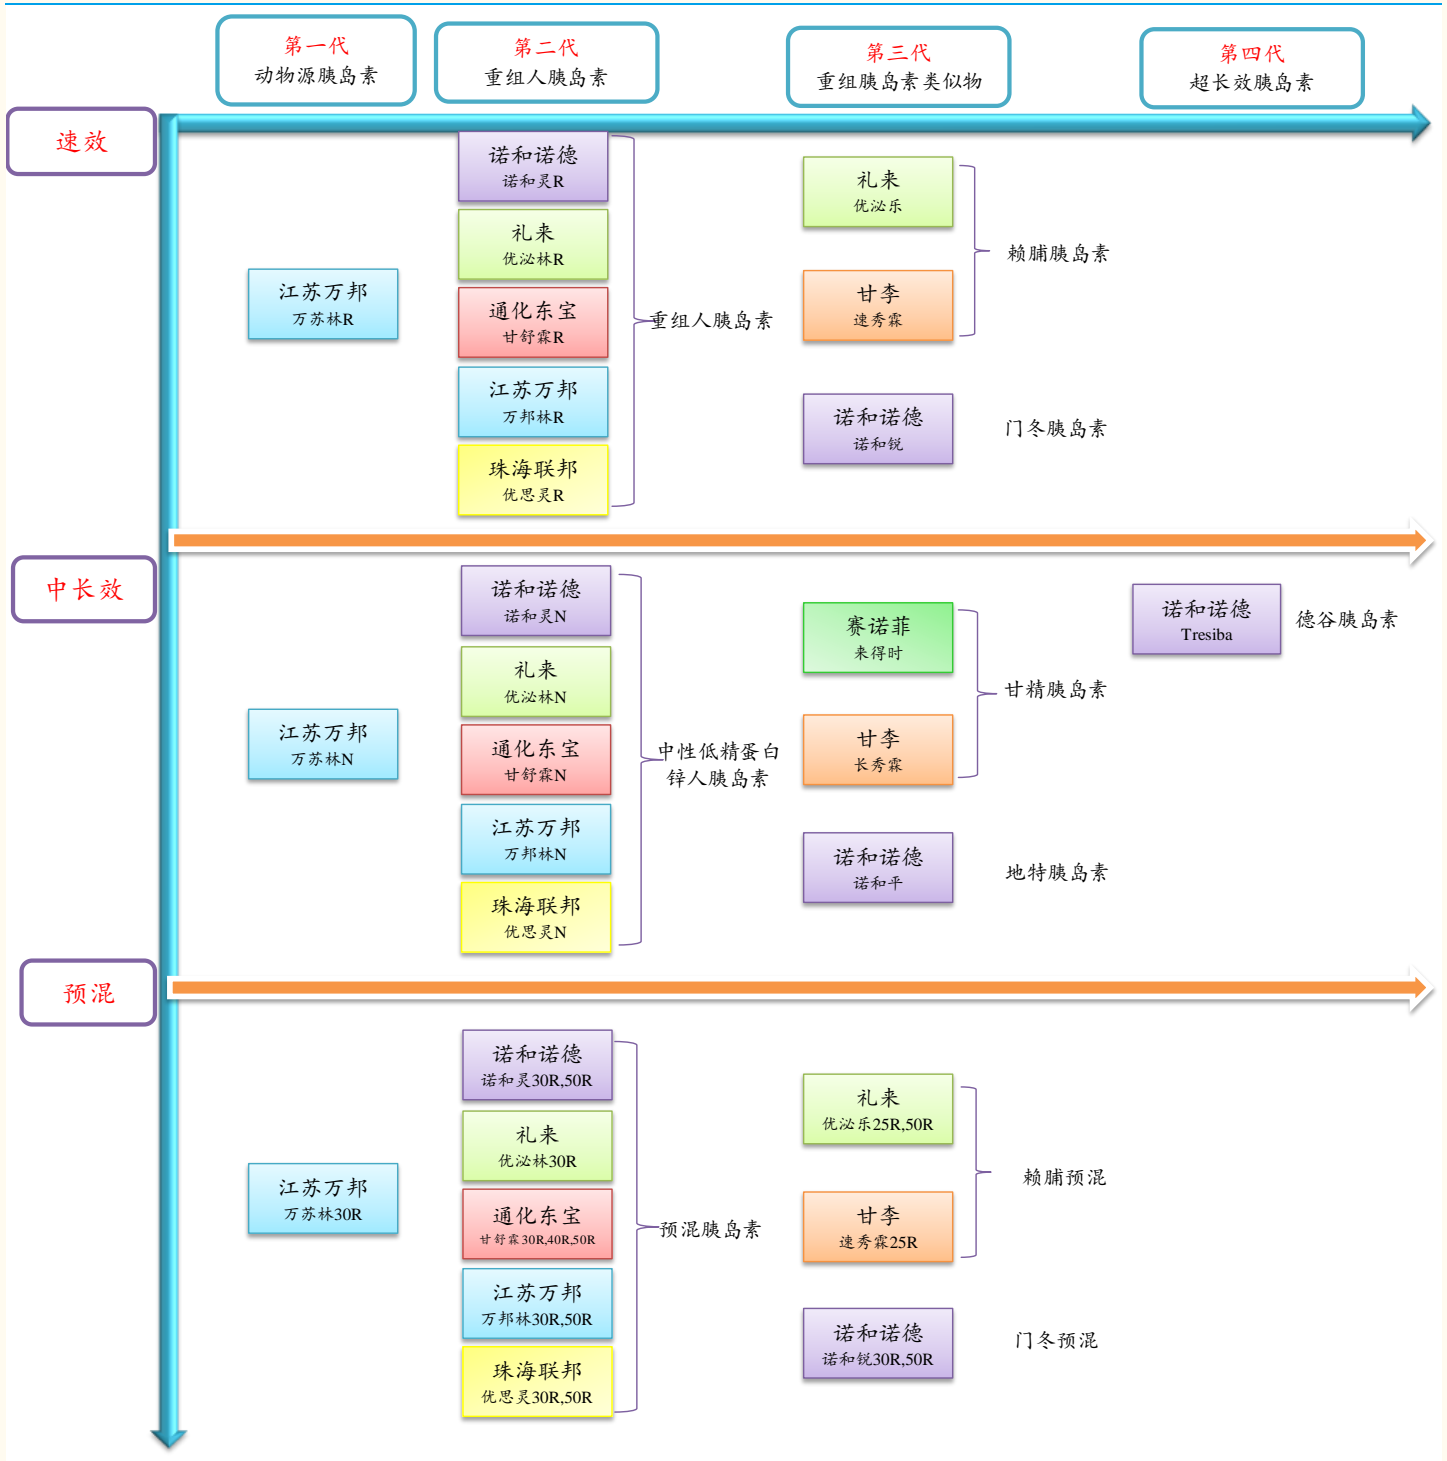 第一代
动物源胰岛素
第二代
重组人胰岛素
第三代
重组胰岛素类似物
第四代
超长效胰岛素
速效
江苏万邦
万苏林R
诺和诺德
诺和灵R
礼来
优泌林R
通化东宝
甘舒霖R
江苏万邦
万邦林R
珠海联邦
优思灵R
重组人胰岛素
礼来
优泌乐
甘李
速秀霖
赖脯胰岛素
诺和诺德
诺和锐
门冬胰岛素
中长效
江苏万邦
万苏林N
诺和诺德
诺和灵N
礼来
优泌林N
通化东宝
甘舒霖N
江苏万邦
万邦林N
珠海联邦
优思灵N
中性低精蛋白
锌人胰岛素
赛诺菲
来得时
甘李
长秀霖
甘精胰岛素
诺和诺德
诺和平
地特胰岛素
诺和诺德
Tresiba
德谷胰岛素
预混
江苏万邦
万苏林30R
诺和诺德
诺和灵30R,50R
礼来
优泌林30R
通化东宝
甘舒霖30R,40R,50R
江苏万邦
万邦林30R,50R
珠海联邦
优思灵30R,50R
预混胰岛素
礼来
优泌乐25R,50R
甘李
速秀霖25R
赖脯预混
诺和诺德
诺和锐30R,50R
门冬预混